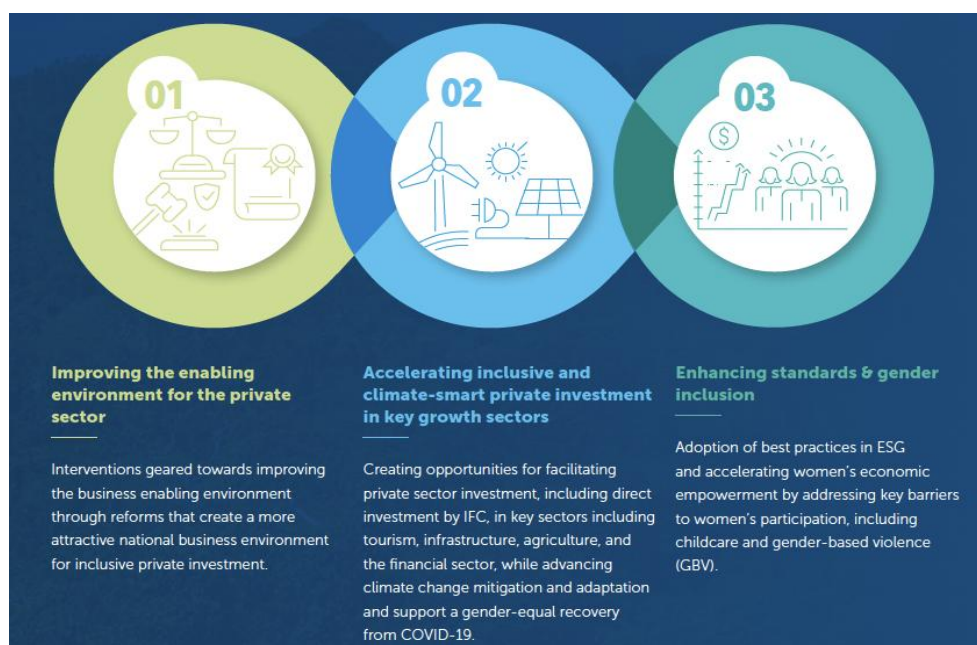 01
Improving the enabling
environment for the private
sector
Interventions geared towards improving
the business enabling environment
through reforms that create a more
attractive national business environment
for inclusive private investment.
02
Accelerating inclusive and
climate-smart private investment
in key growth sectors
Creating opportunities for facilitating
private sector investment, including direct
investment by IFC, in key sectors including
tourism, infrastructure, agriculture, and
the financial sector, while advancing
climate change mitigation and adaptation
and support a gender-equal recovery
from COVID-19.
03
$
Enhancing standards & gender
inclusion
Adoption of best practices in ESG
and accelerating women’s economic
empowerment by addressing key barriers
to women’s participation, including
childcare and gender-based violence
(GBV).